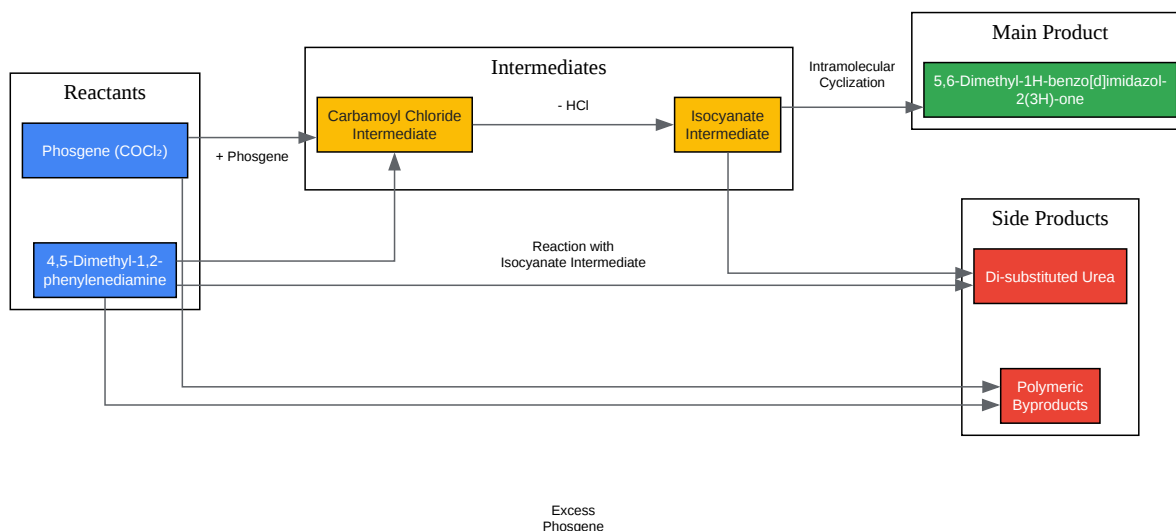 Main Product
5,6-Dimethyl-1H-benzo[d]imidazol-
2(3H)-one
Intramolecular
Cyclization
Intermediates
Carbamoyl Chloride
Intermediate
- HCl
Isocyanate
Intermediate
Reactants
Phosgene (COCl₂)
+ Phosgene
4,5-Dimethyl-1,2-
phenylenediamine
Reaction with
Isocyanate Intermediate
Side Products
Di-substituted Urea
Polymeric
Byproducts
Excess
Phosgene